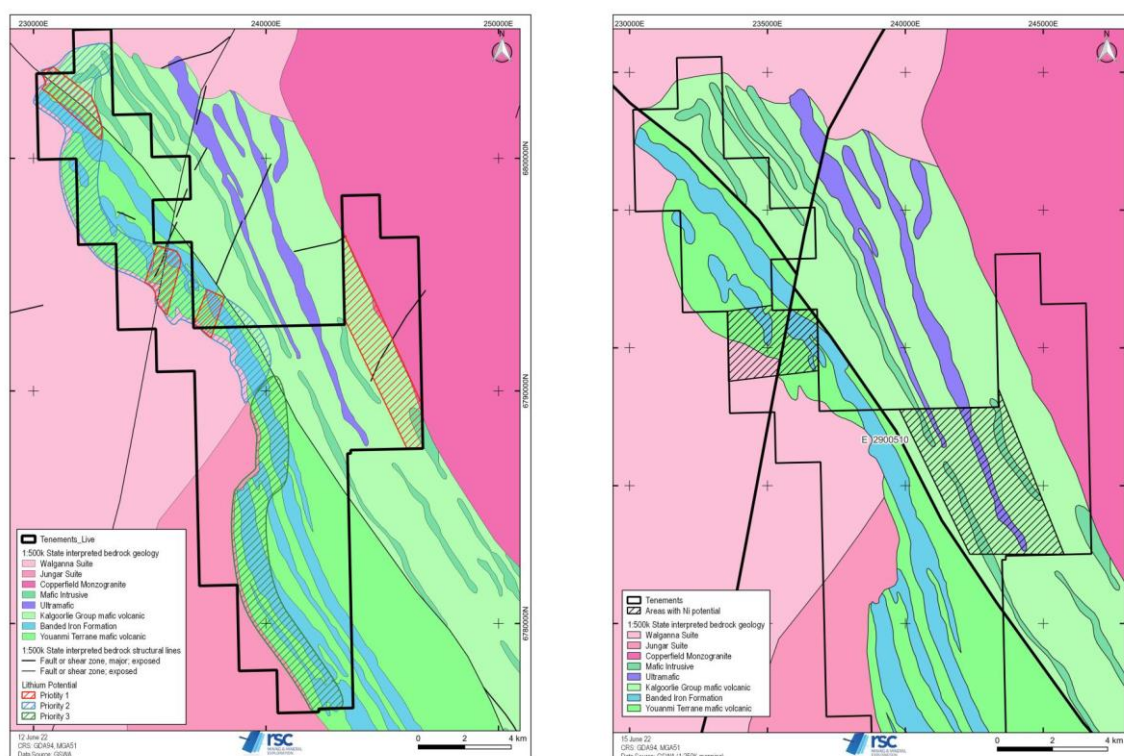 230000E 240000E 250000E
N
6800000N
6790000N
6780000N
Tenements_Live
1:500k State interpreted bedrock geology
Walganna Suite
Jungar Suite
Copperfield Monzogranite
Mafic Intrusive
Ultramafic
Kalgoorlie Group mafic volcanic
Banded Iron Formation
Youanmi Terrane mafic volcanic
1:500k State interpreted bedrock structural lines
Fault or shear zone, major; exposed
Fault or shear zone; exposed
Lithium Potential
Priotity 1
Priotity 2
Priotity 3
12 June 22
CRS: GDA94, MGA51
Data Source: GSWA
rsc
0 2 4 km
230000E 235000E 240000E 245000E
N
E 2900510
Tenements
Areas with Ni potential
1:500k State interpreted bedrock geology
Walganna Suite
Jungar Suite
Copperfield Monzogranite
Mafic Intrusive
Ultramafic
Kalgoorlie Group mafic volcanic
Banded Iron Formation
Youanmi Terrane mafic volcanic
15 June 22
CRS: GDA94, MGA51
rsc
0 2 4 km